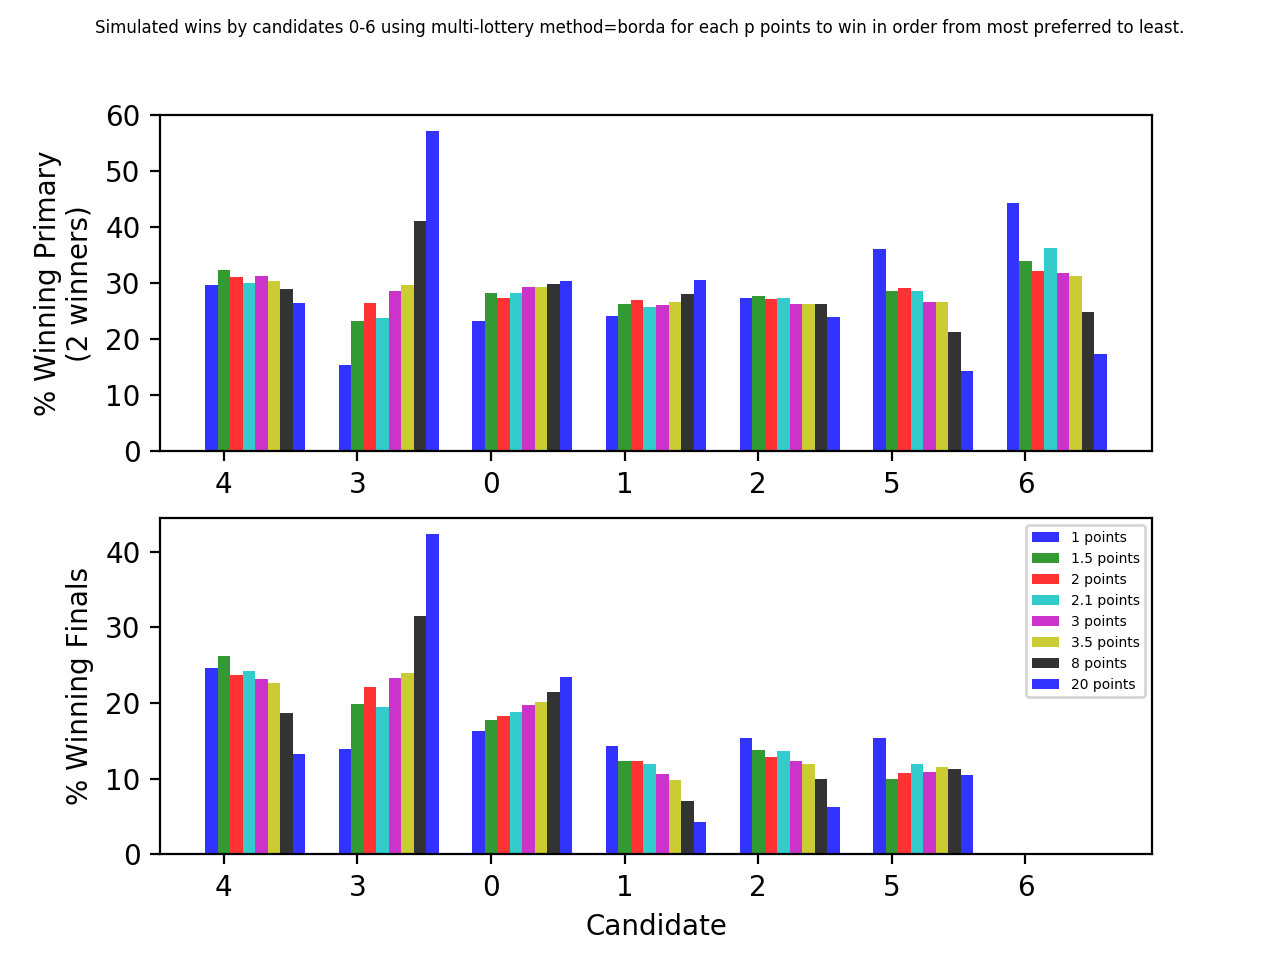 Simulated wins by candidates 0-6 using multi-lottery method=borda for each p points to win in order from most preferred to least.
% Winning Primary
(2 winners)
60
50
40
30
20
10
0
4 3 0 1 2 5 6
% Winning Finals
40
30
20
10
0
1 points
1.5 points
2 points
2.1 points
3 points
3.5 points
8 points
20 points
4 3 0 1 2 5 6
Candidate